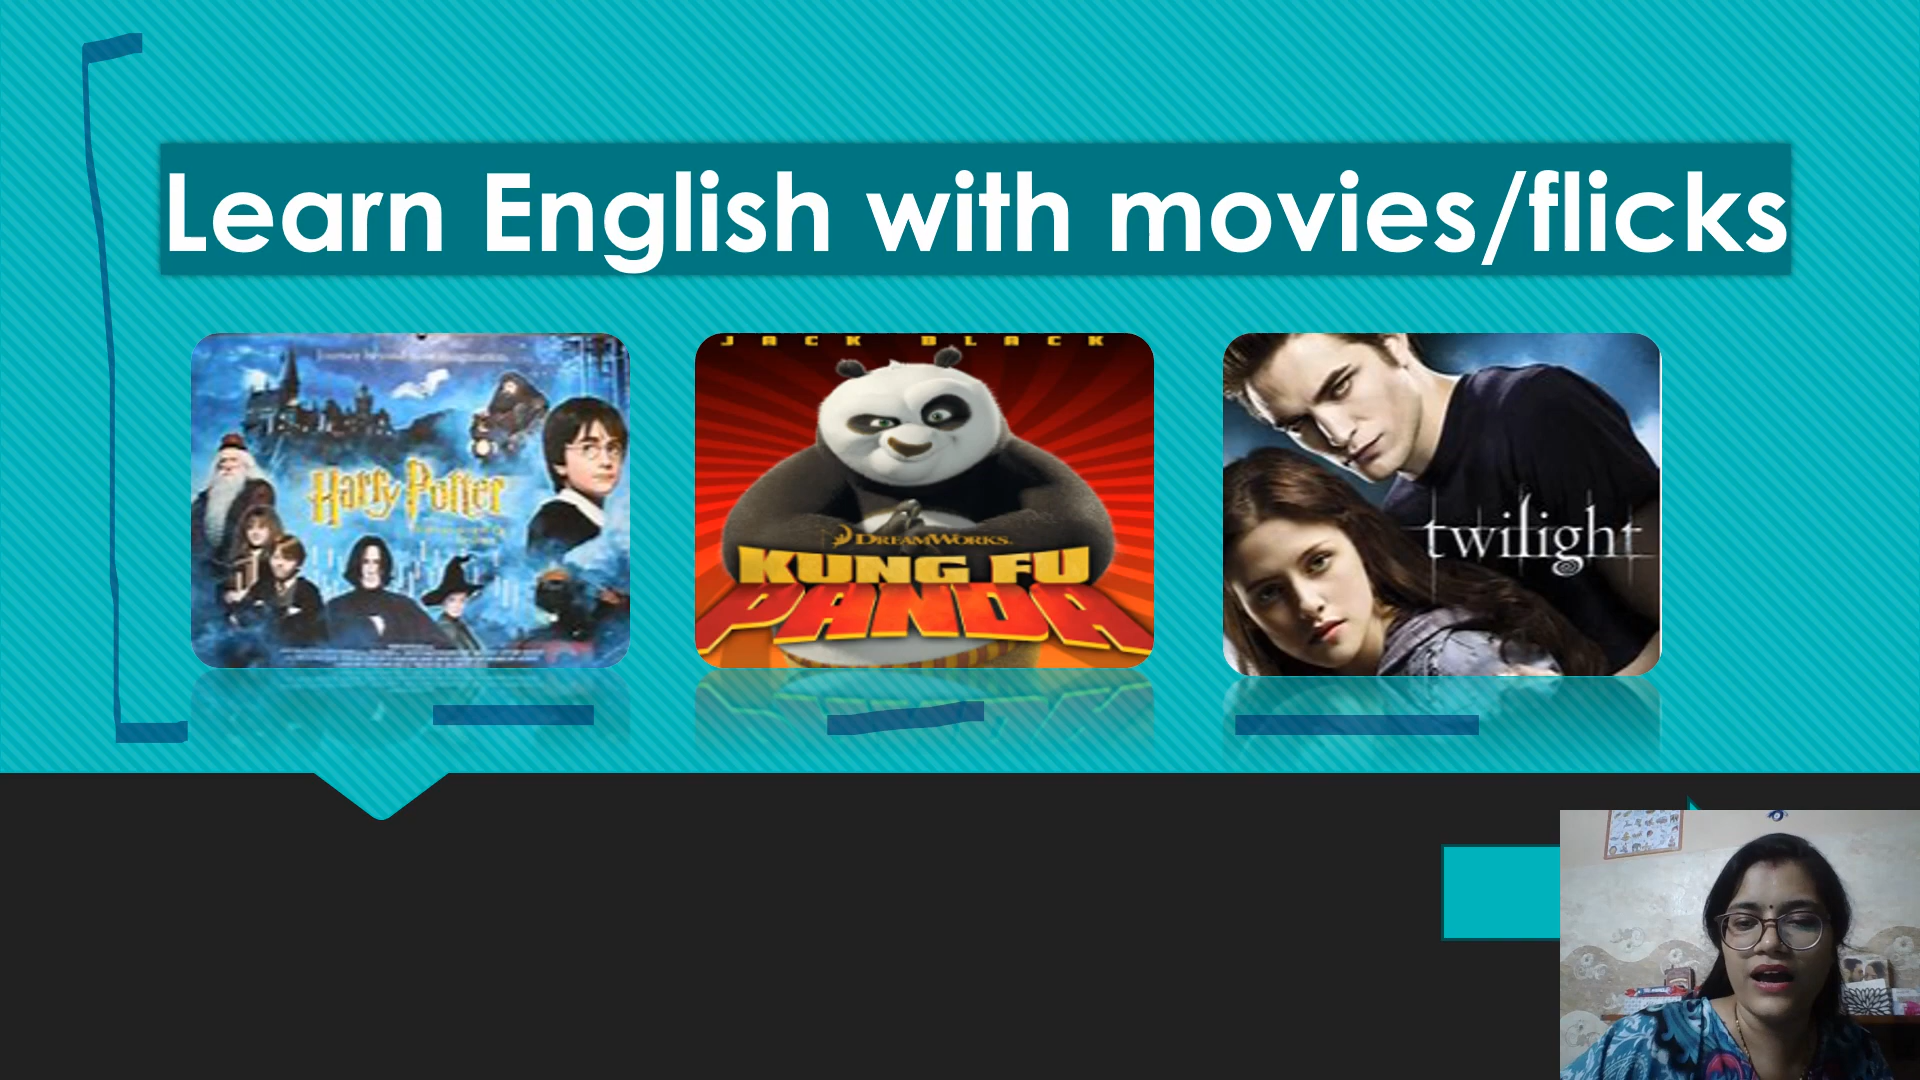 Learn English with movies/flicks
JACK BLACK
Harry Potter
DREAMWORKS
KUNG FU
PANDA
twilight